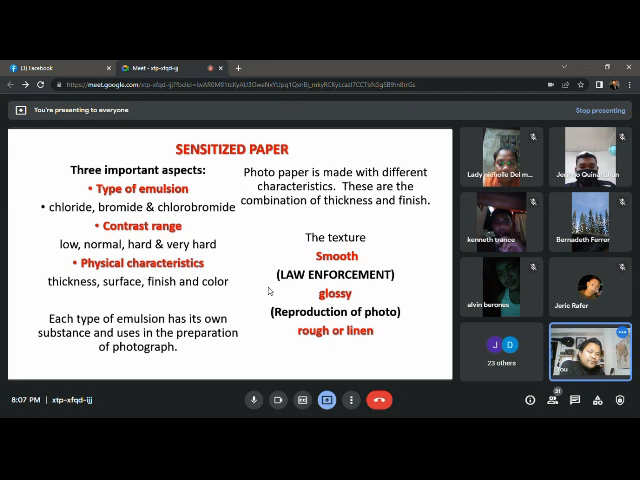 Facebook
Meet - xtp-xfqd-ijj
You're presenting to everyone
Stop presenting
SENSITIZED PAPER
Three important aspects:
• Type of emulsion
• chloride, bromide & chlorobromide
• Contrast range
low, normal, hard & very hard
• Physical characteristics
thickness, surface, finish and color
Each type of emulsion has its own
substance and uses in the preparation
of photograph.
Photo paper is made with different
characteristics. These are the
combination of thickness and finish.
The texture
Smooth
(LAW ENFORCEMENT)
glossy
(Reproduction of photo)
rough or linen
Lady nicholle Del m...
kenneth trance
Bernadeth Ferrer
alvin berones
Jeric Rafer
J D
23 others
You
8:07 PM | xtp-xfqd-ijj
31